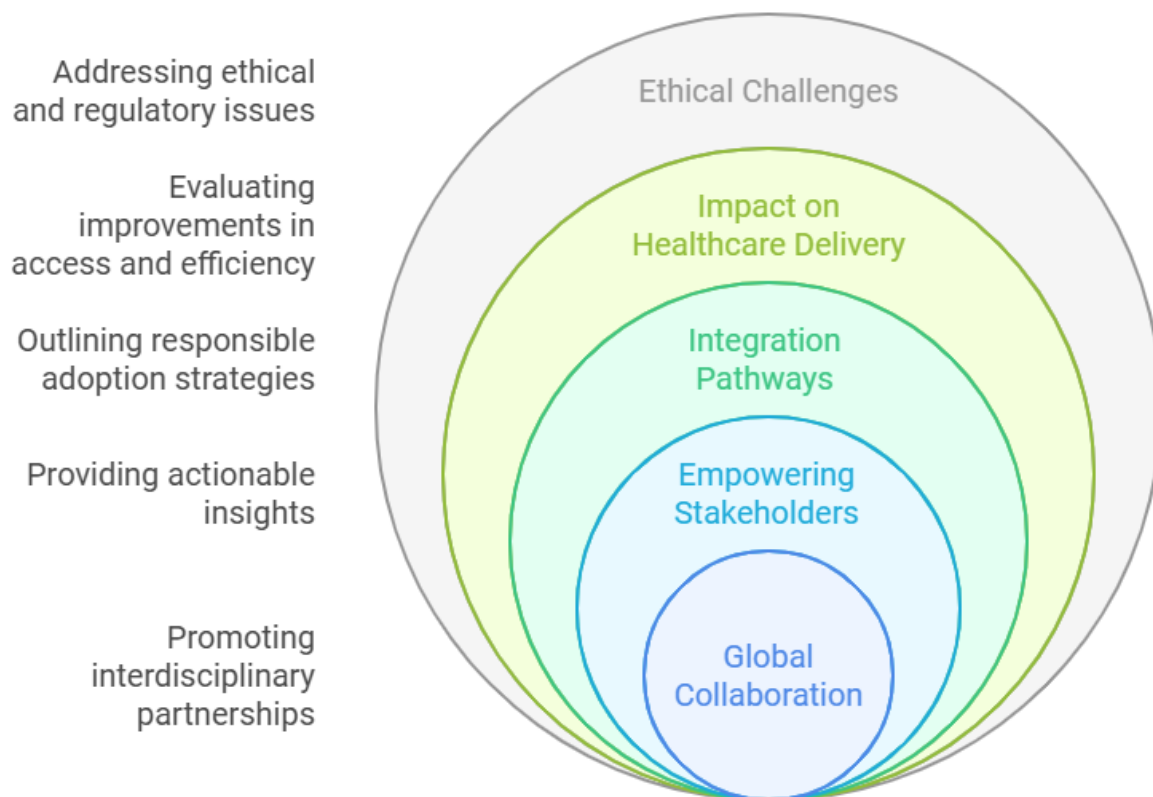 Addressing ethical
and regulatory issues
Ethical Challenges
Evaluating
improvements in
access and efficiency
Impact on
Healthcare Delivery
Outlining responsible
adoption strategies
Integration
Pathways
Providing actionable
insights
Empowering
Stakeholders
Promoting
interdisciplinary
partnerships
Global
Collaboration